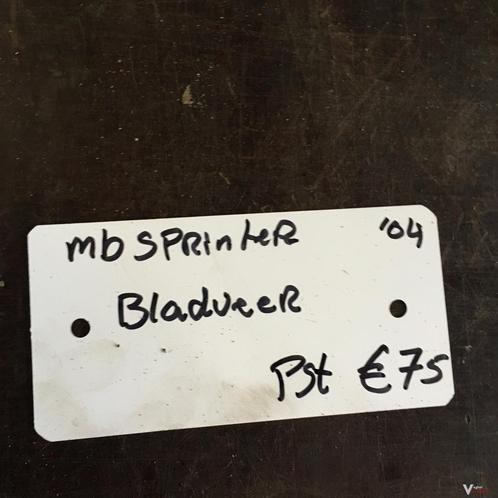 mb SPRinteR '04
BladveeR
Pst €75